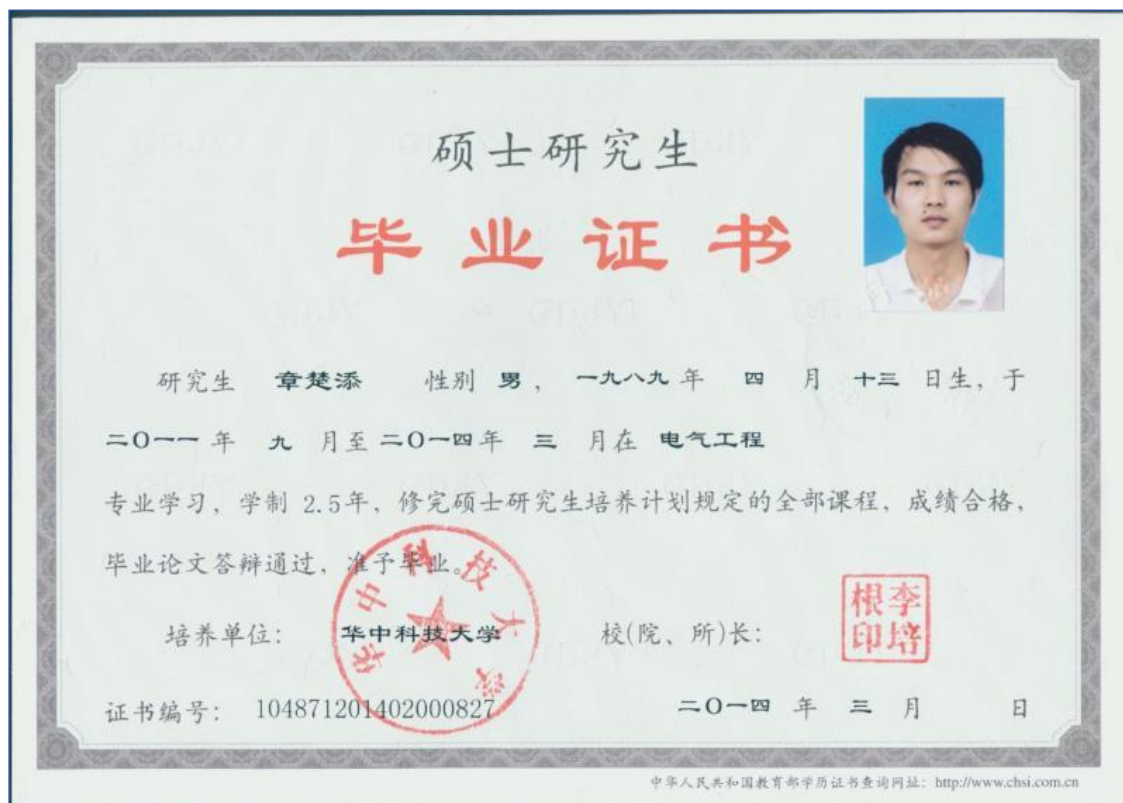 硕士研究生
毕业证书
研究生 章楚添 性别 男, 一九八九 年 四 月 十三 日生, 于
二〇一一 年 九 月至 二〇一四 年 三 月在 电气工程
专业学习, 学制 2.5年, 修完硕士研究生培养计划规定的全部课程, 成绩合格,
毕业论文答辩通过, 准予毕业。
华中科技大学
培养单位: 华中科技大学 校(院、所)长: 李培根印
证书编号: 104871201402000827 二〇一四 年 三 月 日
中华人民共和国教育部学历证书查询网址: http://www.chsi.com.cn